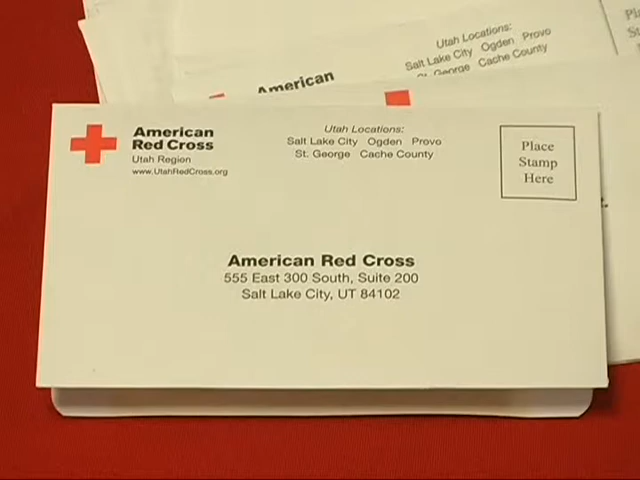 Utah Locations:
Salt Lake City Ogden Provo
St. George Cache County
American
American
Red Cross
Utah Region
www.UtahRedCross.org
Utah Locations:
Salt Lake City Ogden Provo
St. George Cache County
Place
Stamp
Here
American Red Cross
555 East 300 South, Suite 200
Salt Lake City, UT 84102